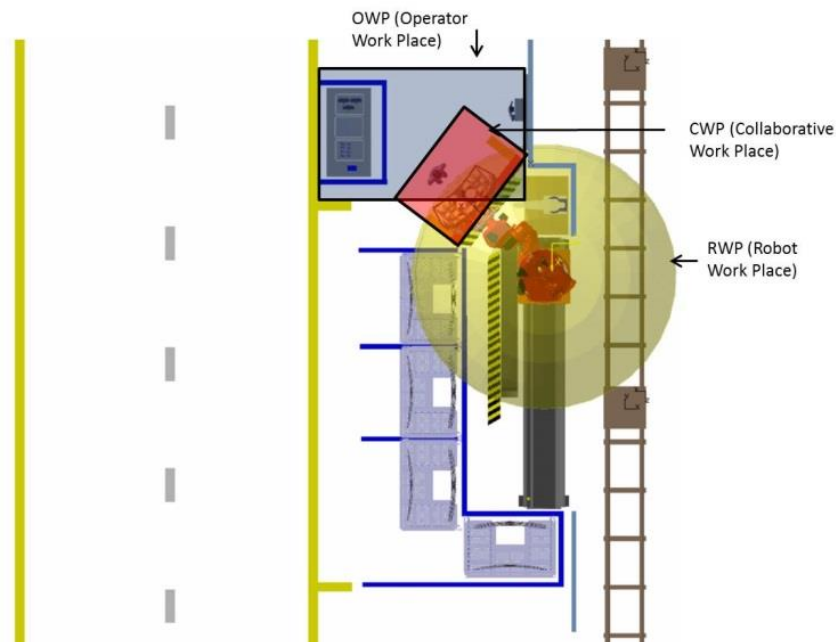 OWP (Operator
Work Place)
CWP (Collaborative
Work Place)
RWP (Robot
Work Place)